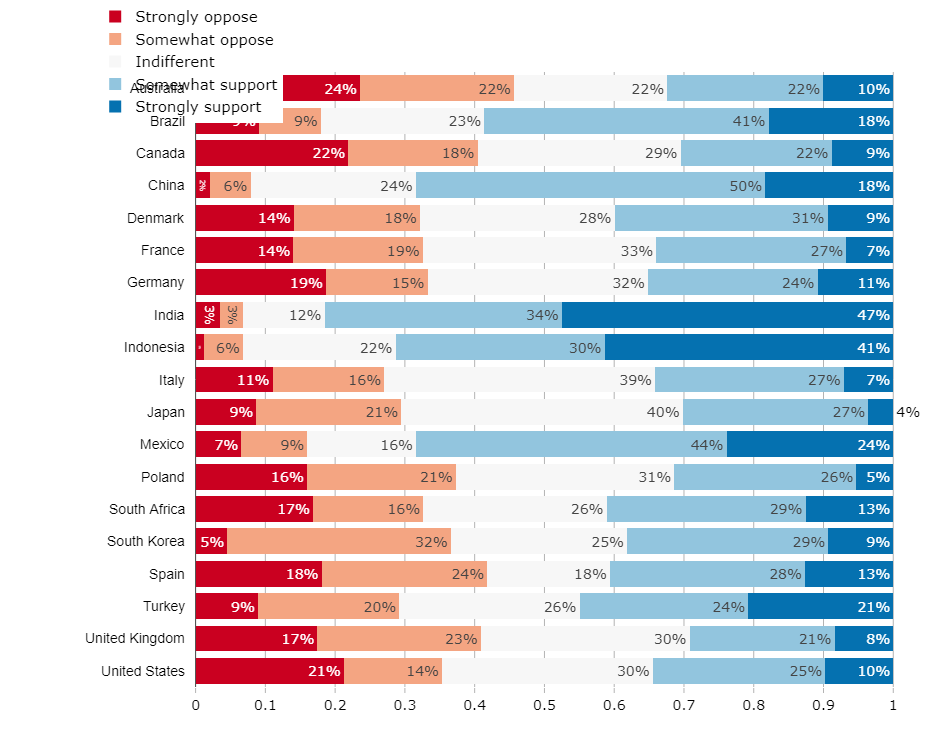 Strongly oppose
Somewhat oppose
Indifferent
Somewhat support
Strongly support
Australia 24% 22% 22% 22% 10%
Brazil 9% 9% 23% 41% 18%
Canada 22% 18% 29% 22% 9%
China 2% 6% 24% 50% 18%
Denmark 14% 18% 28% 31% 9%
France 14% 19% 33% 27% 7%
Germany 19% 15% 32% 24% 11%
India 3% 3% 12% 34% 47%
Indonesia 6% 22% 30% 41%
Italy 11% 16% 39% 27% 7%
Japan 9% 21% 40% 27% 4%
Mexico 7% 9% 16% 44% 24%
Poland 16% 21% 31% 26% 5%
South Africa 17% 16% 26% 29% 13%
South Korea 5% 32% 25% 29% 9%
Spain 18% 24% 18% 28% 13%
Turkey 9% 20% 26% 24% 21%
United Kingdom 17% 23% 30% 21% 8%
United States 21% 14% 30% 25% 10%
0 0.1 0.2 0.3 0.4 0.5 0.6 0.7 0.8 0.9 1